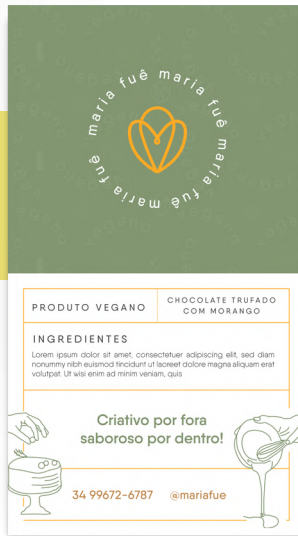 maria fuê maria fuê maria fuê maria fuê
PRODUTO VEGANO
CHOCOLATE TRUFADO
COM MORANGO
INGREDIENTES
Lorem ipsum dolor sit amet, consectetuer adipiscing elit, sed diam
nonummy nibh euismod tincidunt ut laoreet dolore magna aliquam erat
volutpat. Ut wisi enim ad minim veniam, quis
Criativo por fora
saboroso por dentro!
34 99672-6787 @mariafue